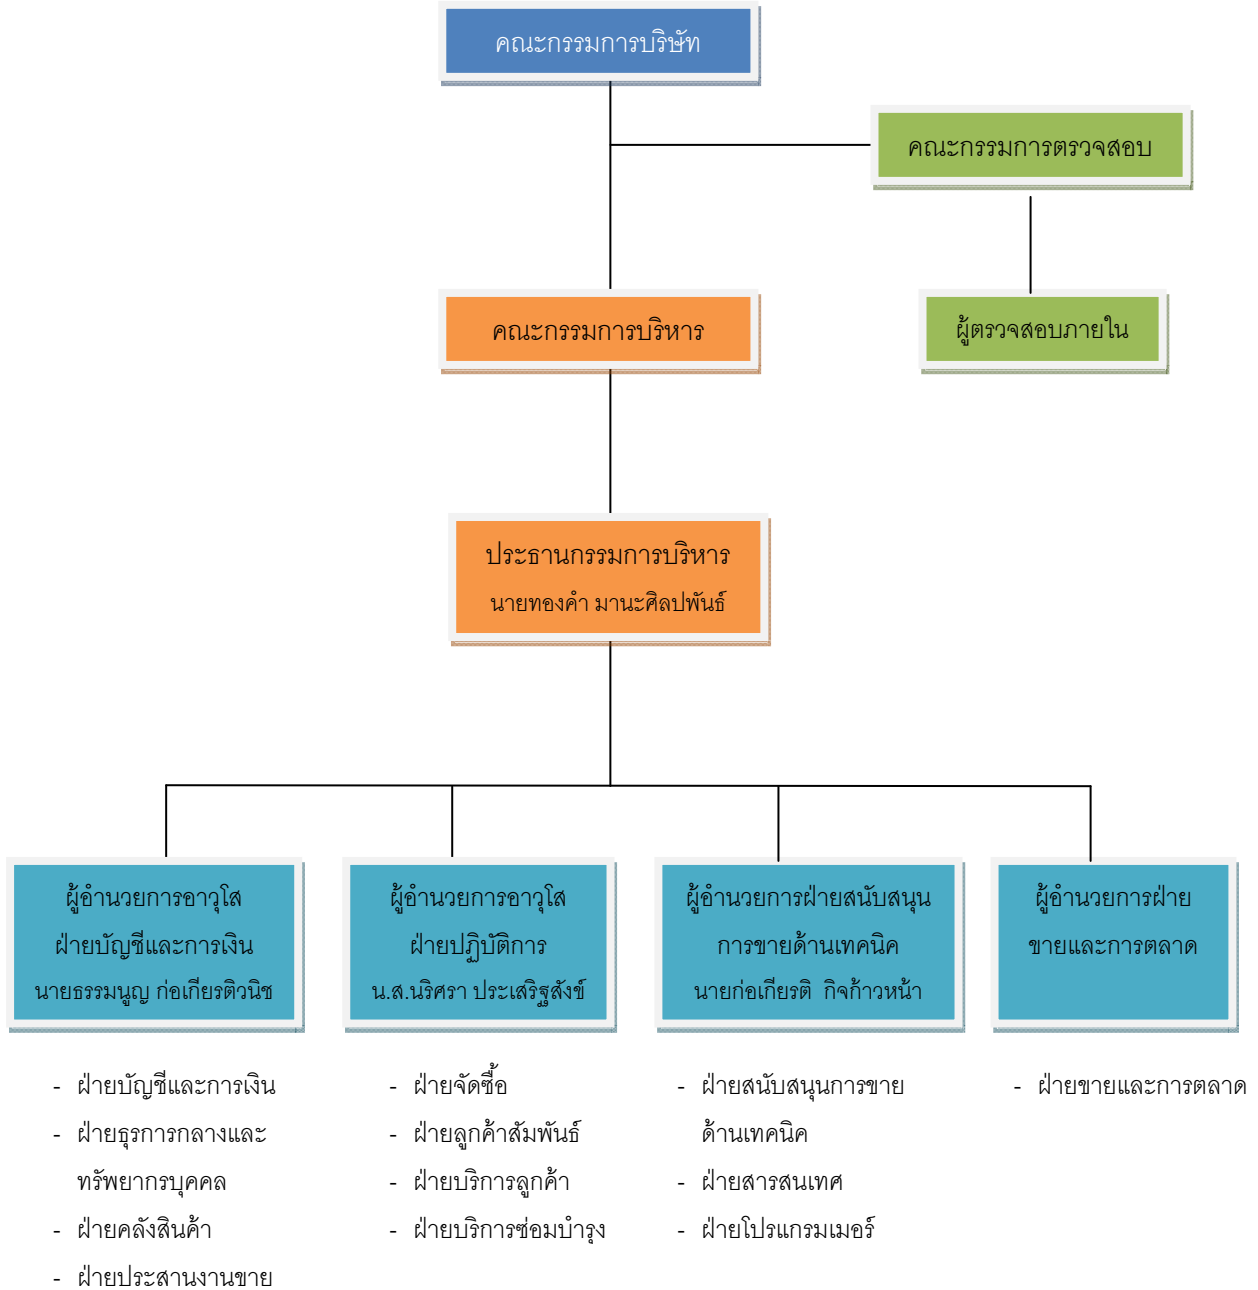 คณะกรรมการบริษัท
คณะกรรมการตรวจสอบ
คณะกรรมการบริหาร
ผู้ตรวจสอบภายใน
ประธานกรรมการบริหาร
นายทองคำ มานะศิลปพันธ์
ผู้อำนวยการอาวุโส
ฝ่ายบัญชีและการเงิน
นายธรรมนูญ ก่อเกียรติวนิช
ผู้อำนวยการอาวุโส
ฝ่ายปฏิบัติการ
น.ส.นริศรา ประเสริฐสังข์
ผู้อำนวยการฝ่ายสนับสนุน
การขายด้านเทคนิค
นายก่อเกียรติ กิจก้าวหน้า
ผู้อำนวยการฝ่าย
ขายและการตลาด
- ฝ่ายบัญชีและการเงิน
- ฝ่ายธุรการกลางและ
ทรัพยากรบุคคล
- ฝ่ายคลังสินค้า
- ฝ่ายประสานงานขาย
- ฝ่ายจัดซื้อ
- ฝ่ายลูกค้าสัมพันธ์
- ฝ่ายบริการลูกค้า
- ฝ่ายบริการซ่อมบำรุง
- ฝ่ายสนับสนุนการขาย
ด้านเทคนิค
- ฝ่ายสารสนเทศ
- ฝ่ายโปรแกรมเมอร์
- ฝ่ายขายและการตลาด